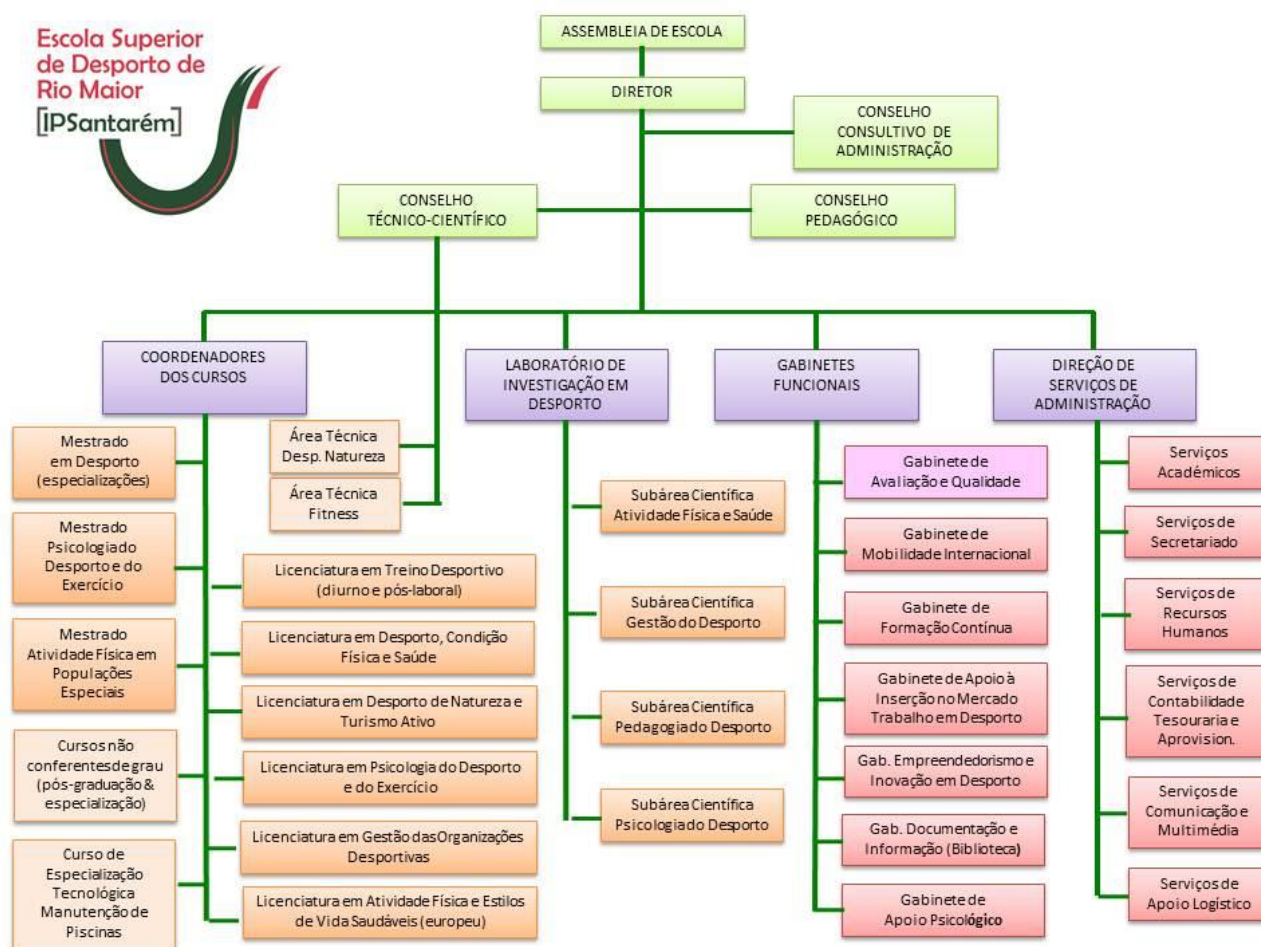 Escola Superior
de Desporto de
Rio Maior
[IPSantarém]
ASSEMBLEIA DE ESCOLA
DIRETOR
CONSELHO
CONSULTIVO DE
ADMINISTRAÇÃO
CONSELHO
TÉCNICO-CIENTÍFICO
CONSELHO
PEDAGÓGICO
COORDENADORES
DOS CURSOS
LABORATÓRIO DE
INVESTIGAÇÃO EM
DESPORTO
GABINETES
FUNCIONAIS
DIREÇÃO DE
SERVIÇOS DE
ADMINISTRAÇÃO
Mestrado
em Desporto
(especializações)
Mestrado
Psicologia do
Desporto e do
Exercício
Mestrado
Atividade Física em
Populações
Especiais
Cursos não
conferentes de grau
(pós-graduação &
especialização)
Curso de
Especialização
Tecnológica
Manutenção de
Piscinas
Área Técnica
Desp. Natureza
Área Técnica
Fitness
Licenciatura em Treino Desportivo
(diurno e pós-laboral)
Licenciatura em Desporto, Condição
Física e Saúde
Licenciatura em Desporto de Natureza e
Turismo Ativo
Licenciatura em Psicologia do Desporto
e do Exercício
Licenciatura em Gestão das Organizações
Desportivas
Licenciatura em Atividade Física e Estilos
de Vida Saudáveis (europeu)
Subárea Científica
Atividade Física e Saúde
Subárea Científica
Gestão do Desporto
Subárea Científica
Pedagogia do Desporto
Subárea Científica
Psicologia do Desporto
Gabinete de
Avaliação e Qualidade
Gabinete de
Mobilidade Internacional
Gabinete de
Formação Contínua
Gabinete de Apoio à
Inserção no Mercado
Trabalho em Desporto
Gab. Empreendedorismo e
Inovação em Desporto
Gab. Documentação e
Informação (Biblioteca)
Gabinete de
Apoio Psicológico
Serviços
Académicos
Serviços de
Secretariado
Serviços de
Recursos
Humanos
Serviços de
Contabilidade
Tesouraria e
Aprovision.
Serviços de
Comunicação e
Multimédia
Serviços de
Apoio Logístico